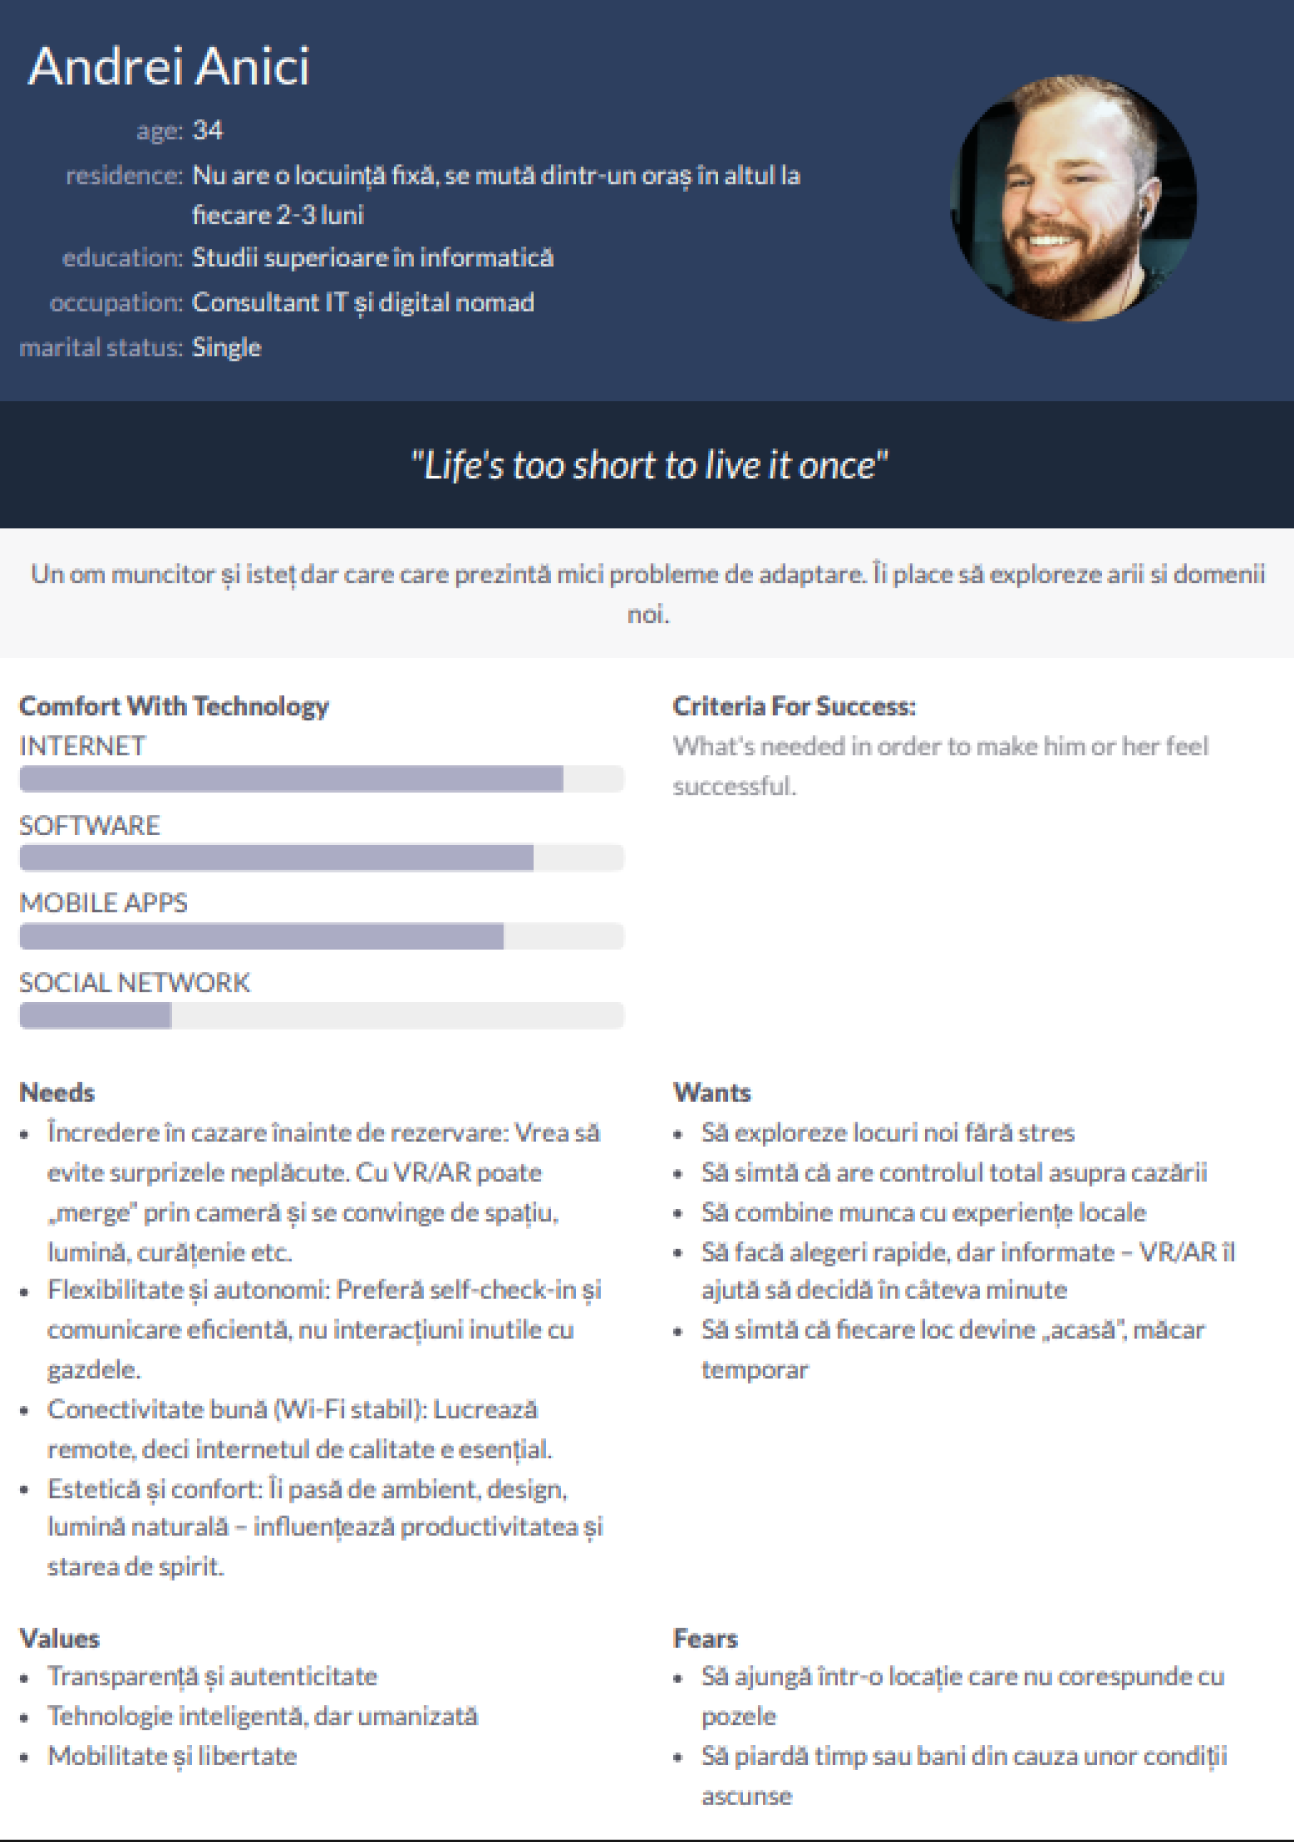 Andrei Anici
age: 34
residence: Nu are o locuință fixă, se mută dintr-un oraș în altul la
fiecare 2-3 luni
education: Studii superioare în informatică
occupation: Consultant IT și digital nomad
marital status: Single
"Life's too short to live it once"
Un om muncitor și isteț dar care care prezintă mici probleme de adaptare. Îi place să exploreze arii si domenii
noi.
Comfort With Technology
INTERNET
SOFTWARE
MOBILE APPS
SOCIAL NETWORK
Criteria For Success:
What's needed in order to make him or her feel
successful.
Needs
• Încredere în cazare înainte de rezervare: Vrea să
evite surprizele neplăcute. Cu VR/AR poate
„merge” prin cameră și se convinge de spațiu,
lumină, curățenie etc.
• Flexibilitate și autonomi: Preferă self-check-in și
comunicare eficientă, nu interacțiuni inutile cu
gazdele.
• Conectivitate bună (Wi-Fi stabil): Lucrează
remote, deci internetul de calitate e esențial.
• Estetică și confort: Îi pasă de ambient, design,
lumină naturală – influențează productivitatea și
starea de spirit.
Wants
• Să exploreze locuri noi fără stres
• Să simtă că are controlul total asupra cazării
• Să combine munca cu experiențe locale
• Să facă alegeri rapide, dar informate – VR/AR îl
ajută să decidă în câteva minute
• Să simtă că fiecare loc devine „acasă”, măcar
temporar
Values
• Transparență și autenticitate
• Tehnologie inteligentă, dar umanizată
• Mobilitate și libertate
Fears
• Să ajungă într-o locație care nu corespunde cu
pozele
• Să piardă timp sau bani din cauza unor condiții
ascunse